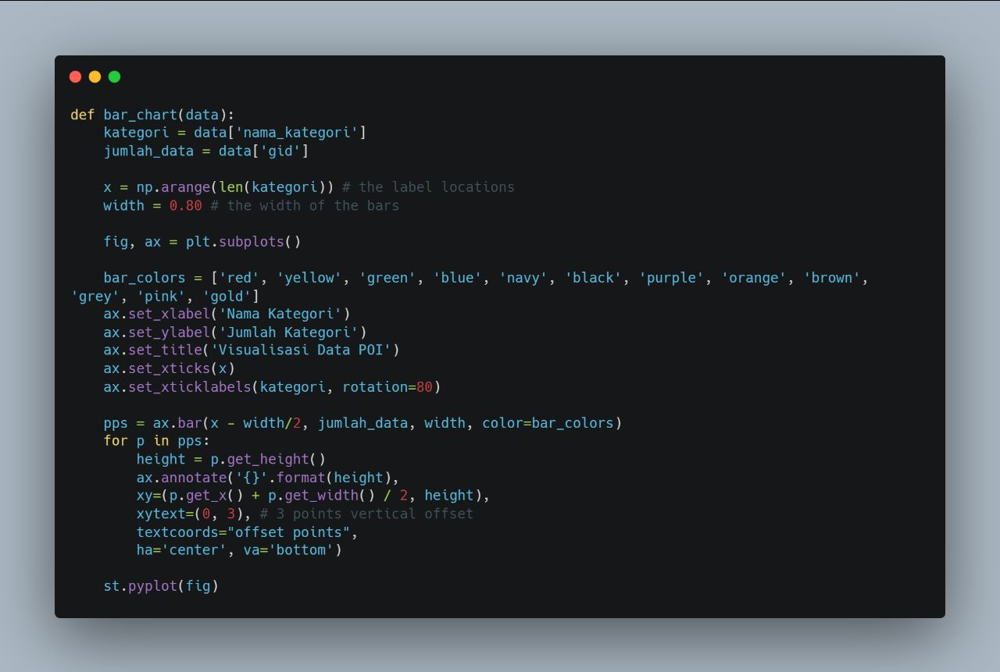 def bar_chart(data):
    kategori = data['nama_kategori']
    jumlah_data = data['gid']

    x = np.arange(len(kategori)) # the label locations
    width = 0.80 # the width of the bars

    fig, ax = plt.subplots()

    bar_colors = ['red', 'yellow', 'green', 'blue', 'navy', 'black', 'purple', 'orange', 'brown',
'grey', 'pink', 'gold']
    ax.set_xlabel('Nama Kategori')
    ax.set_ylabel('Jumlah Kategori')
    ax.set_title('Visualisasi Data POI')
    ax.set_xticks(x)
    ax.set_xticklabels(kategori, rotation=80)

    pps = ax.bar(x - width/2, jumlah_data, width, color=bar_colors)
    for p in pps:
        height = p.get_height()
        ax.annotate('{}'.format(height),
        xy=(p.get_x() + p.get_width() / 2, height),
        xytext=(0, 3), # 3 points vertical offset
        textcoords="offset points",
        ha='center', va='bottom')

    st.pyplot(fig)